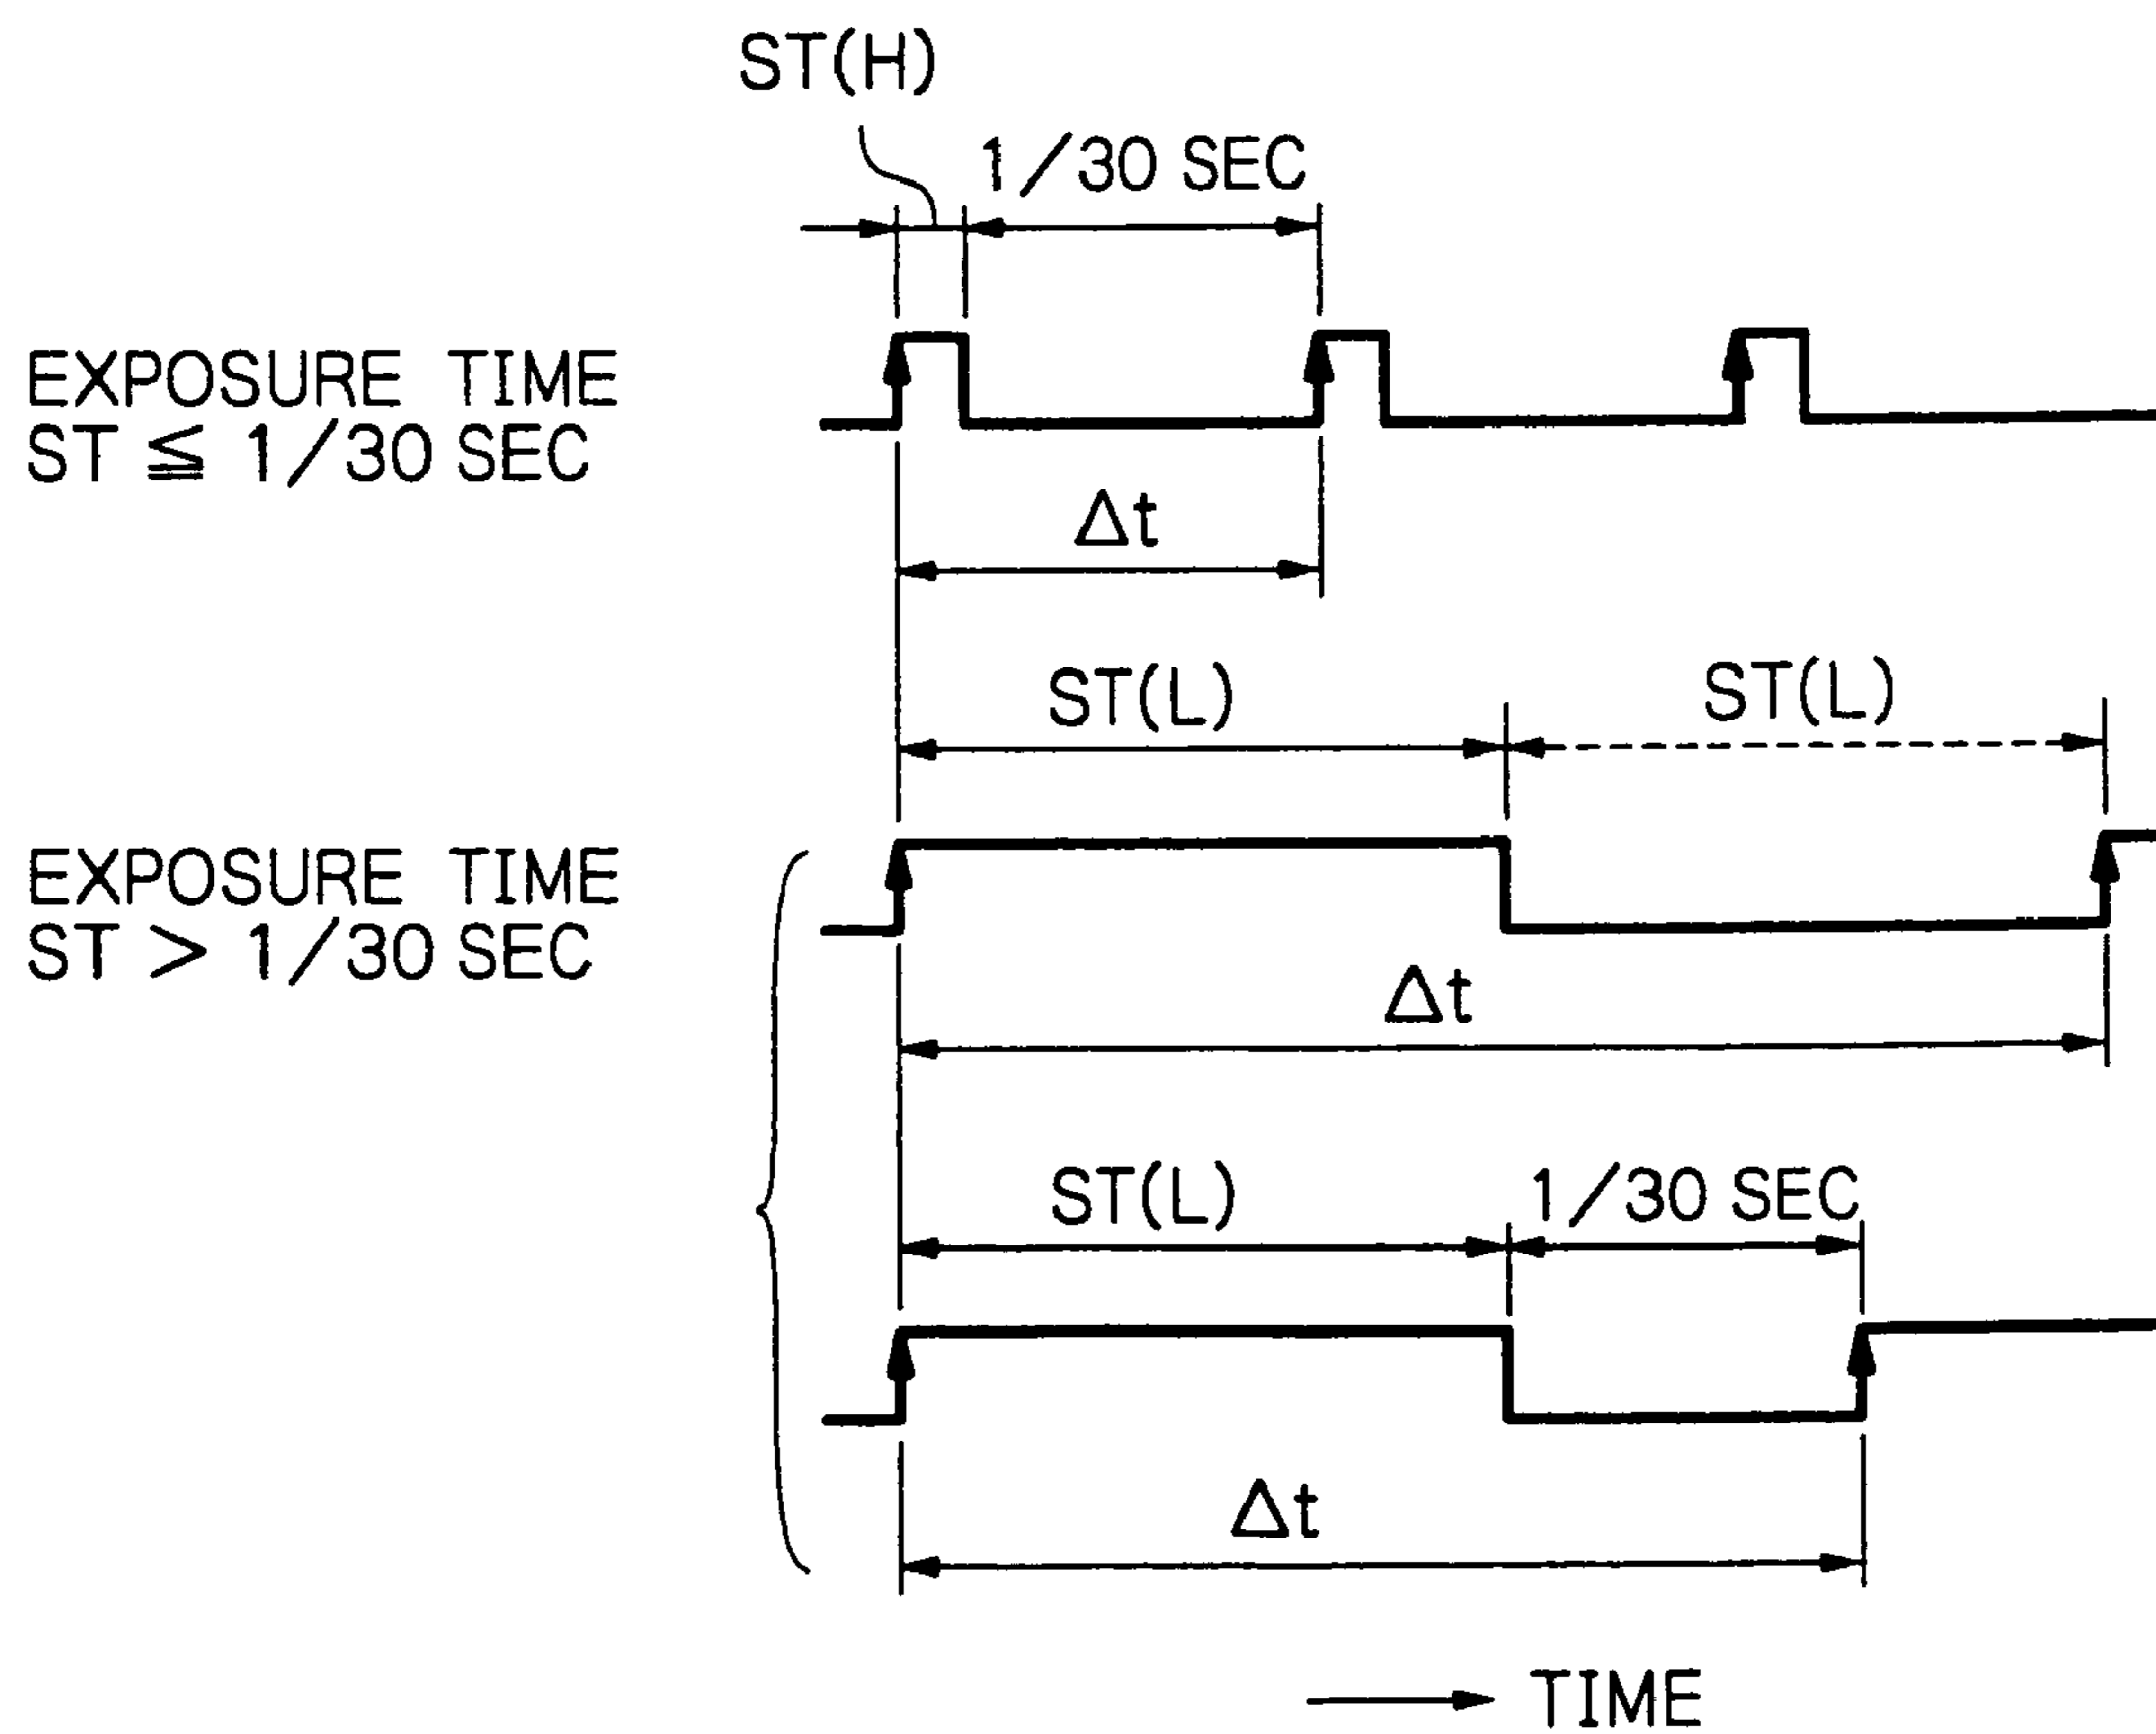 ST(H)
1/30 SEC
EXPOSURE TIME
ST ≦ 1/30 SEC
Δt
ST(L) ST(L)
EXPOSURE TIME
ST > 1/30 SEC
Δt
ST(L) 1/30 SEC
Δt
TIME